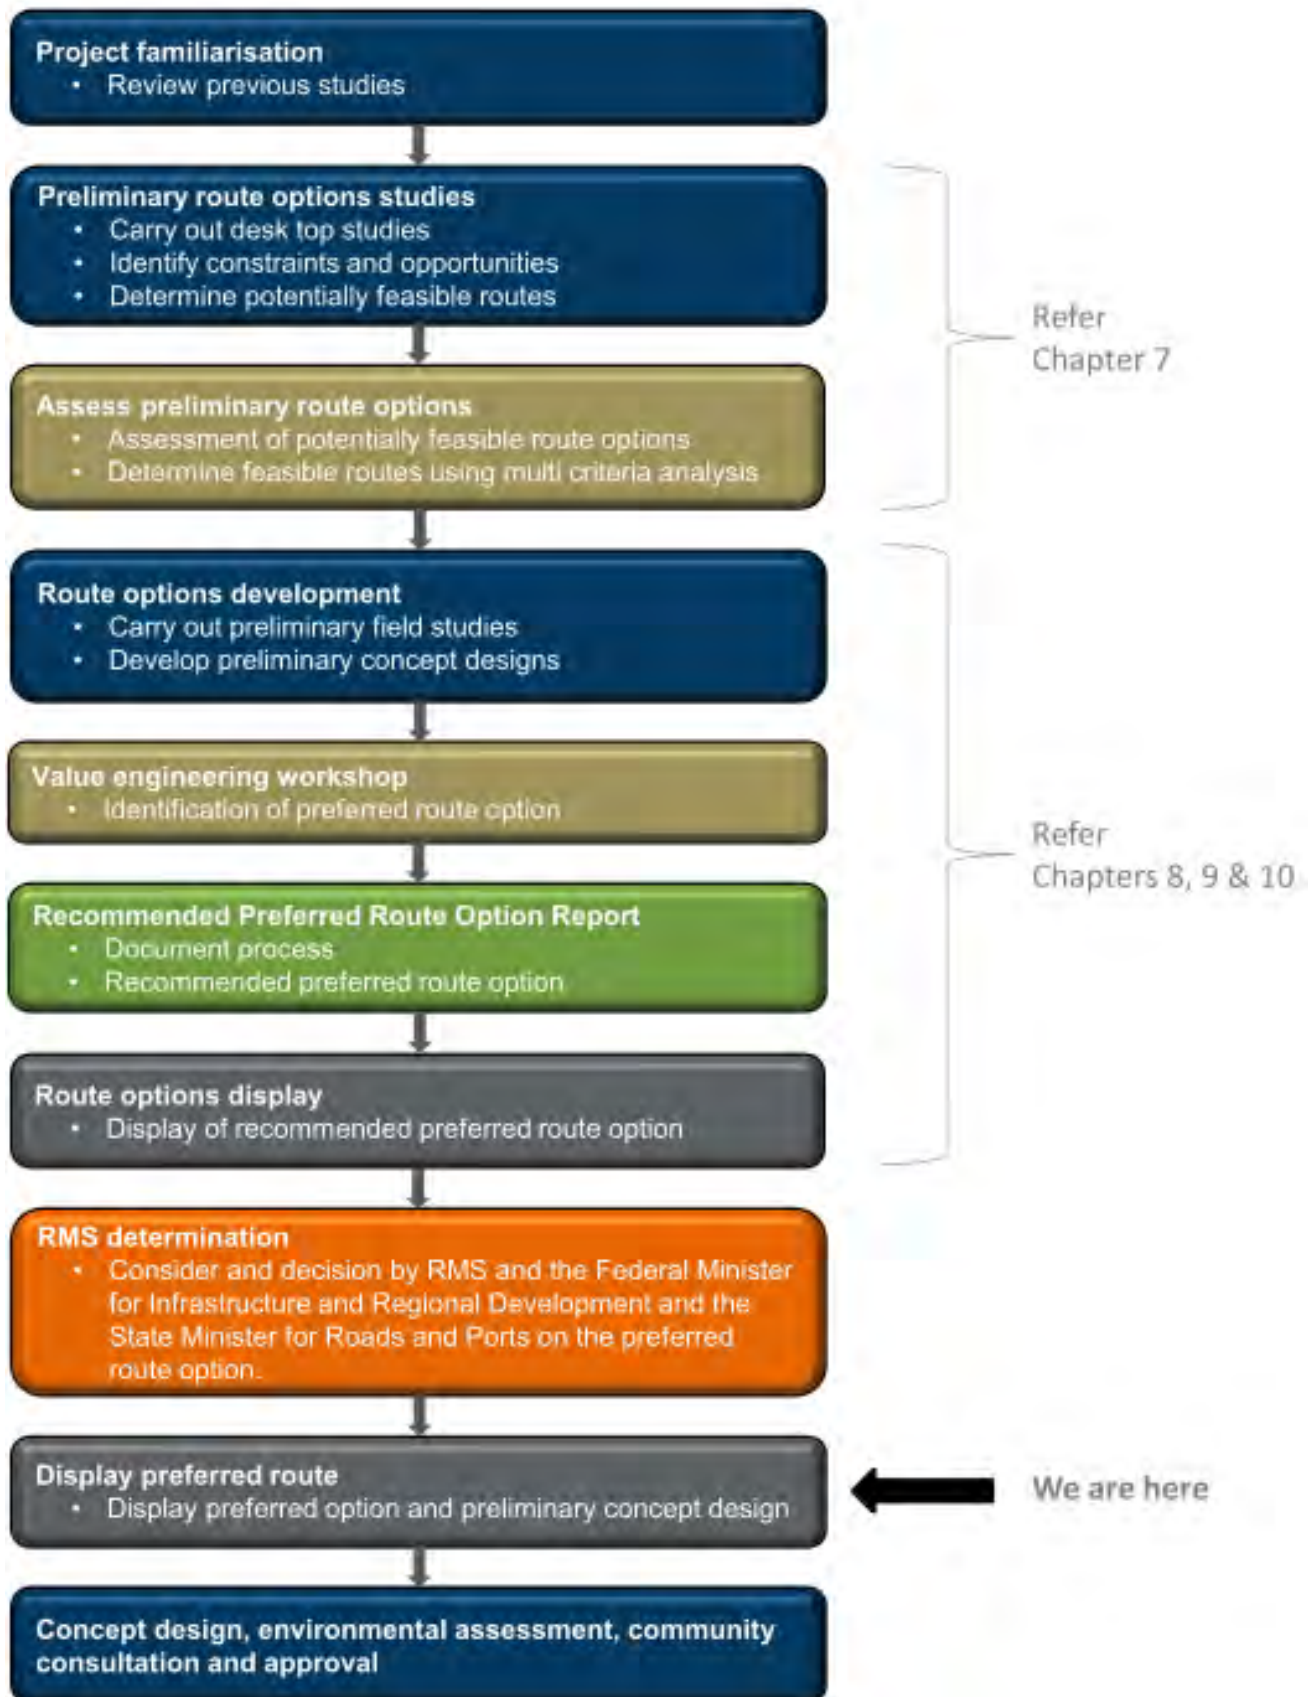 Project familiarisation
• Review previous studies
Preliminary route options studies
• Carry out desk top studies
• Identify constraints and opportunities
• Determine potentially feasible routes
Refer
Chapter 7
Assess preliminary route options
• Assessment of potentially feasible route options
• Determine feasible routes using multi criteria analysis
Route options development
• Carry out preliminary field studies
• Develop preliminary concept designs
Value engineering workshop
• Identification of preferred route option
Refer
Chapters 8, 9 & 10
Recommended Preferred Route Option Report
• Document process
• Recommended preferred route option
Route options display
• Display of recommended preferred route option
RMS determination
• Consider and decision by RMS and the Federal Minister
for Infrastructure and Regional Development and the
State Minister for Roads and Ports on the preferred
route option.
Display preferred route
• Display preferred option and preliminary concept design
We are here
Concept design, environmental assessment, community
consultation and approval